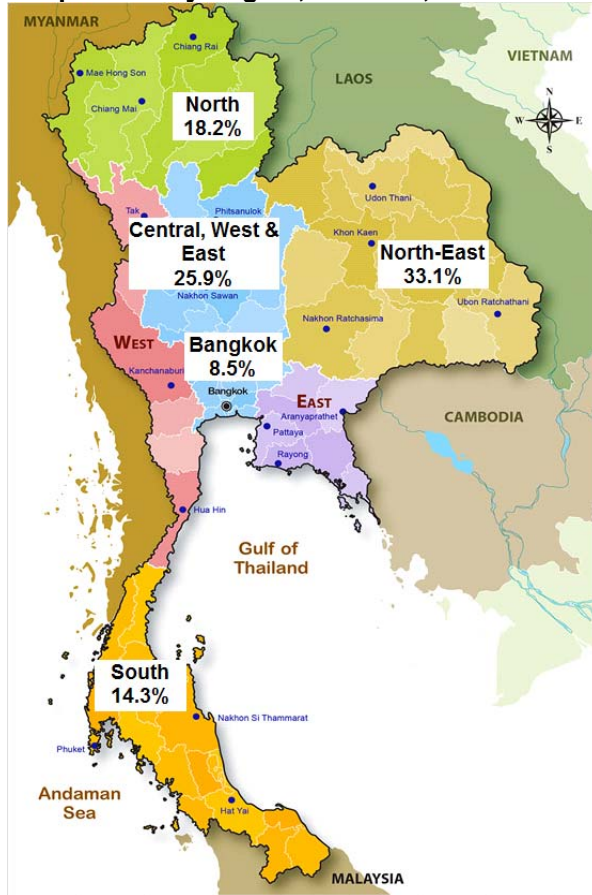 MYANMAR
Chiang Rai
VIETNAM
Mae Hong Son
LAOS
N
W
E
S
Chiang Mai
North
18.2%
Udon Thani
Tak
Phitsanulok
Central, West &
East
25.9%
Khon Kaen
North-East
33.1%
Nakhon Sawan
Ubon Ratchathani
Nakhon Ratchasima
WEST
Bangkok
8.5%
Kanchanaburi
Bangkok
EAST
Aranyaprathet
Pattaya
CAMBODIA
Rayong
Hua Hin
Gulf of
Thailand
South
14.3%
Nakhon Si Thammarat
Phuket
Andaman
Sea
Hat Yai
MALAYSIA